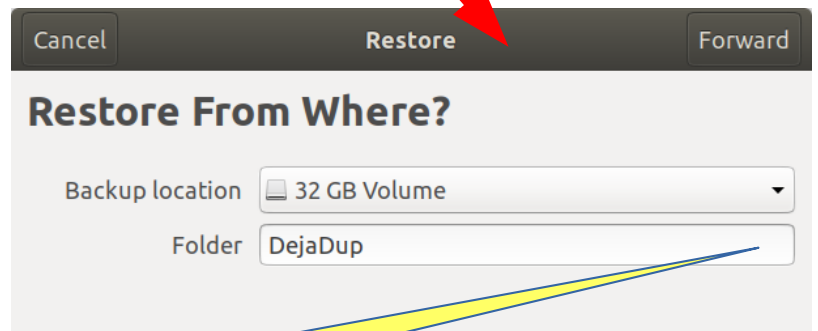 Cancel Restore Forward
Restore From Where?
Backup location 32 GB Volume
Folder DejaDup